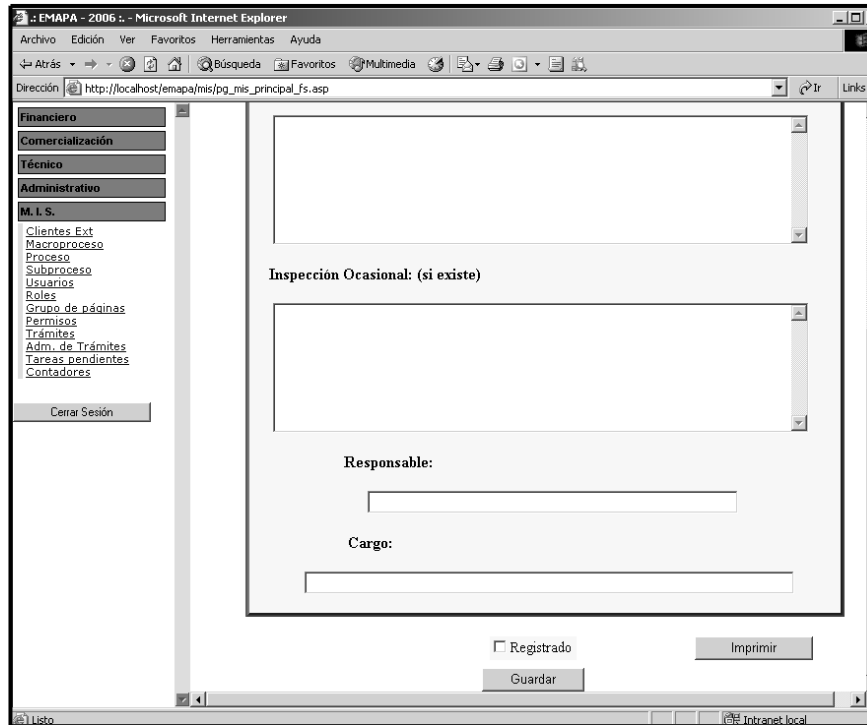 .: EMAPA - 2006 :. - Microsoft Internet Explorer
Archivo Edición Ver Favoritos Herramientas Ayuda
Atrás Búsqueda Favoritos Multimedia
Dirección http://localhost/emapa/mis/pg_mis_principal_fs.asp Ir Links
Financiero
Comercialización
Técnico
Administrativo
M. I. S.
Clientes Ext
Macroproceso
Proceso
Subproceso
Usuarios
Roles
Grupo de páginas
Permisos
Trámites
Adm. de Trámites
Tareas pendientes
Contadores
Cerrar Sesión
Inspección Ocasional: (si existe)
Responsable:
Cargo:
Registrado
Imprimir
Guardar
Listo Intranet local